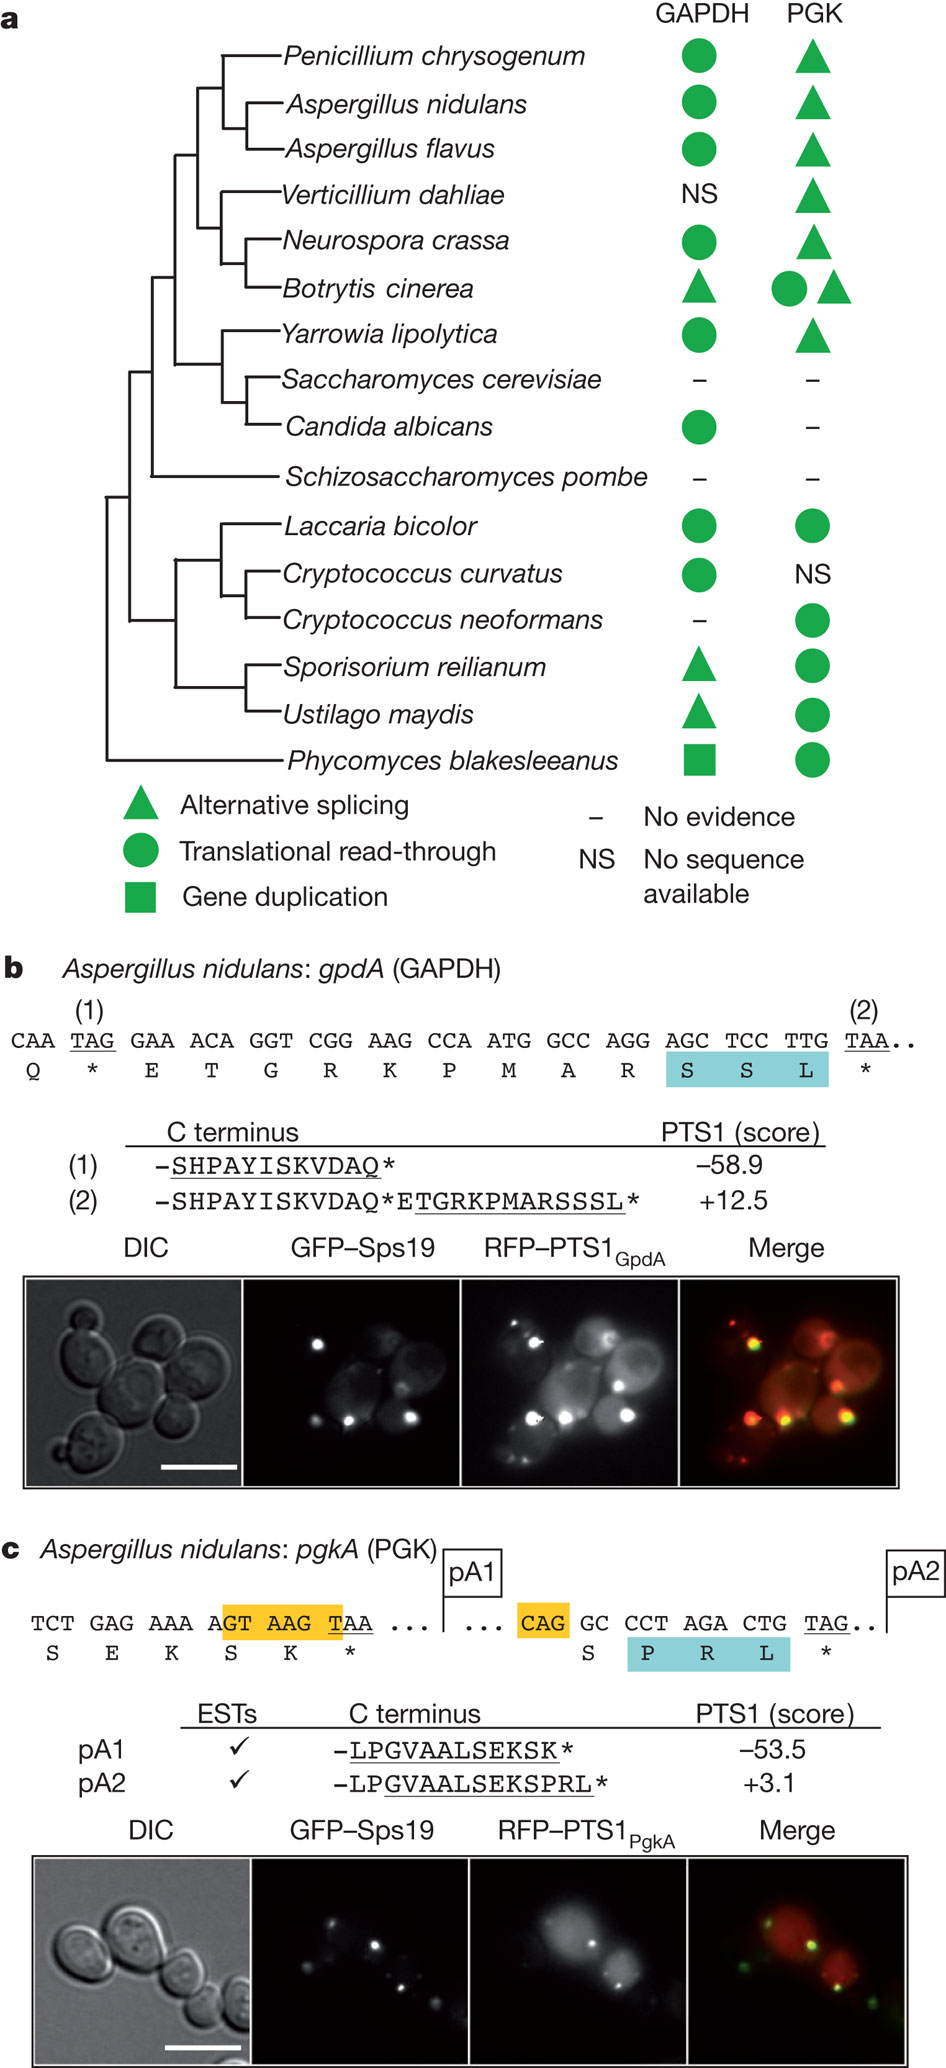 a
GAPDH PGK
Penicillium chrysogenum
Aspergillus nidulans
Aspergillus flavus
Verticillium dahliae NS
Neurospora crassa
Botrytis cinerea
Yarrowia lipolytica
Saccharomyces cerevisiae – –
Candida albicans –
Schizosaccharomyces pombe – –
Laccaria bicolor
Cryptococcus curvatus NS
Cryptococcus neoformans –
Sporisorium reilianum
Ustilago maydis
Phycomyces blakesleeanus
Alternative splicing
Translational read-through
Gene duplication
– No evidence
NS No sequence
available
b Aspergillus nidulans: gpdA (GAPDH)
(1) (2)
CAA TAG GAA ACA GGT CGG AAG CCA ATG GCC AGG AGC TCC TTG TAA..
Q * E T G R K P M A R S S L *
C terminus PTS1 (score)
(1) –SHPAYISKVDAQ* –58.9
(2) –SHPAYISKVDAQ*ETGRKPMARSSSL* +12.5
DIC GFP–Sps19 RFP–PTS1GpdA Merge
c Aspergillus nidulans: pgkA (PGK)
pA1 pA2
TCT GAG AAA AGT AAG TAA ... ... CAG GC CCT AGA CTG TAG..
S E K S K * S P R L *
ESTs C terminus PTS1 (score)
pA1 ✓ –LPGVAALSEKSK* –53.5
pA2 ✓ –LPGVAALSEKSPRL* +3.1
DIC GFP–Sps19 RFP–PTS1PgkA Merge